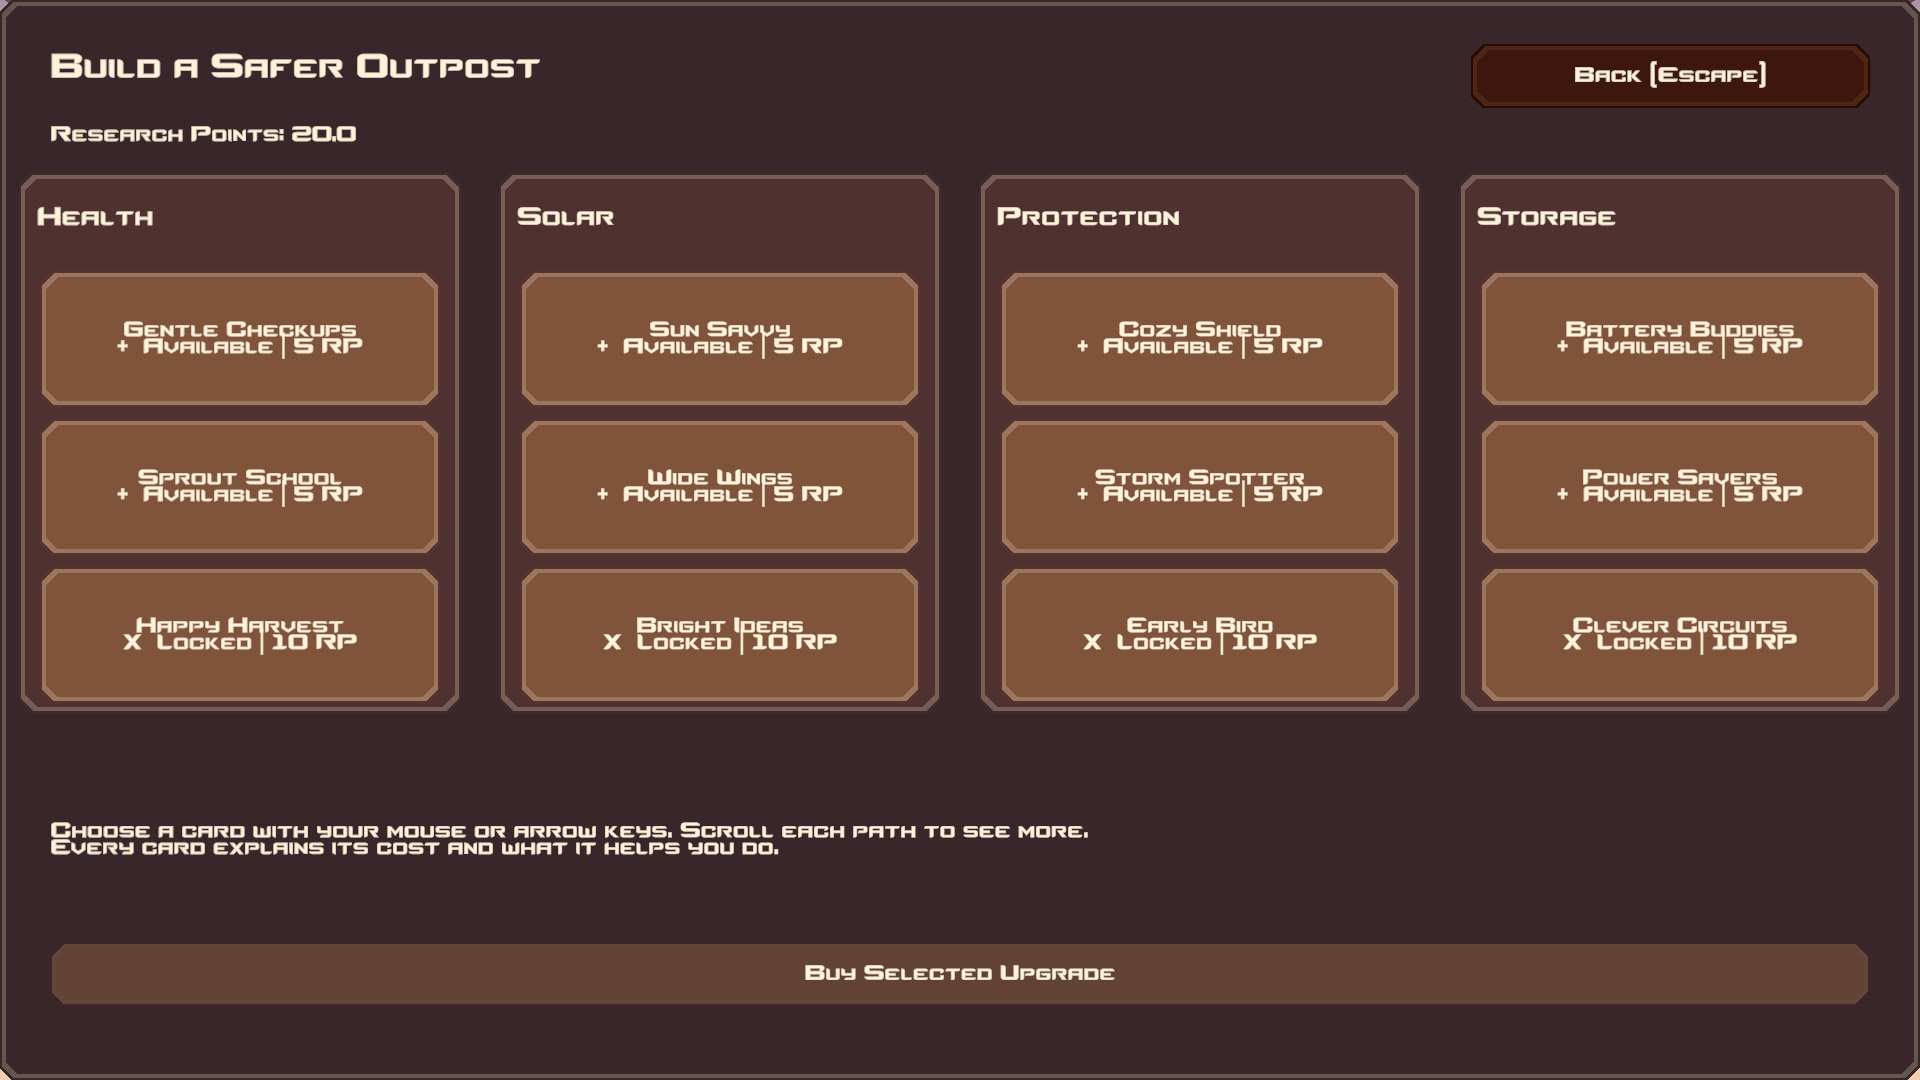 Build a Safer Outpost
Back [Escape]
Research Points: 20.0
Health
Gentle Checkups
+ Available | 5 RP
Sprout School
+ Available | 5 RP
Happy Harvest
X Locked | 10 RP
Solar
Sun Savvy
+ Available | 5 RP
Wide Wings
+ Available | 5 RP
Bright Ideas
X Locked | 10 RP
Protection
Cozy Shield
+ Available | 5 RP
Storm Spotter
+ Available | 5 RP
Early Bird
X Locked | 10 RP
Storage
Battery Buddies
+ Available | 5 RP
Power Savers
+ Available | 5 RP
Clever Circuits
X Locked | 10 RP
Choose a card with your mouse or arrow keys. Scroll each path to see more.
Every card explains its cost and what it helps you do.
Buy Selected Upgrade